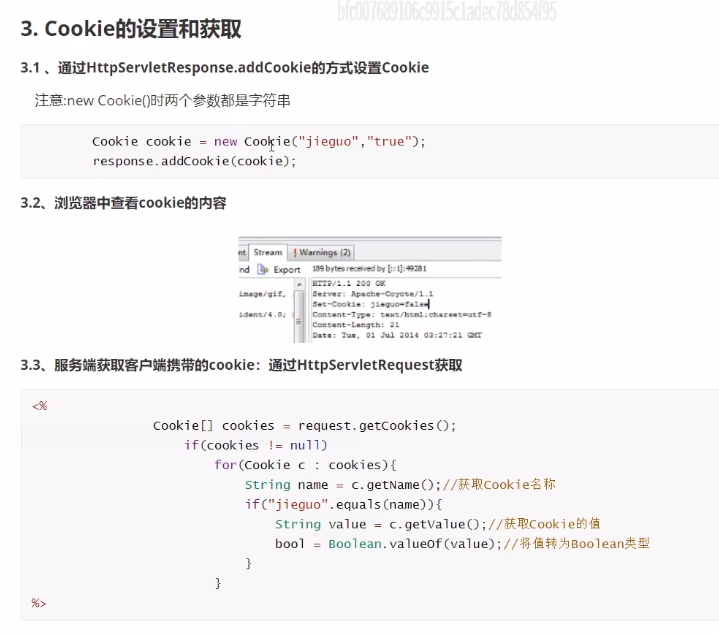 bfc007689106c9915c1adec78d854f95
3. Cookie的设置和获取
3.1 、通过HttpServletResponse.addCookie的方式设置Cookie
注意:new Cookie()时两个参数都是字符串
Cookie cookie = new Cookie("jieguo","true");
response.addCookie(cookie);
3.2、浏览器中查看cookie的内容
nt Stream ! Warnings (2)
nd Export 189 bytes received by [::1]:49281
HTTP/1.1 200 OK
image/gif, Server: Apache-Coyote/1.1
Set-Cookie: jieguo=false
ident/4.0; Content-Type: text/html;charset=utf-8
Content-Length: 21
Date: Tue, 01 Jul 2014 03:27:21 GMT
3.3、服务端获取客户端携带的cookie：通过HttpServletRequest获取
<%
Cookie[] cookies = request.getCookies();
if(cookies != null)
for(Cookie c : cookies){
String name = c.getName();//获取Cookie名称
if("jieguo".equals(name)){
String value = c.getValue();//获取Cookie的值
bool = Boolean.valueOf(value);//将值转为Boolean类型
}
}
%>